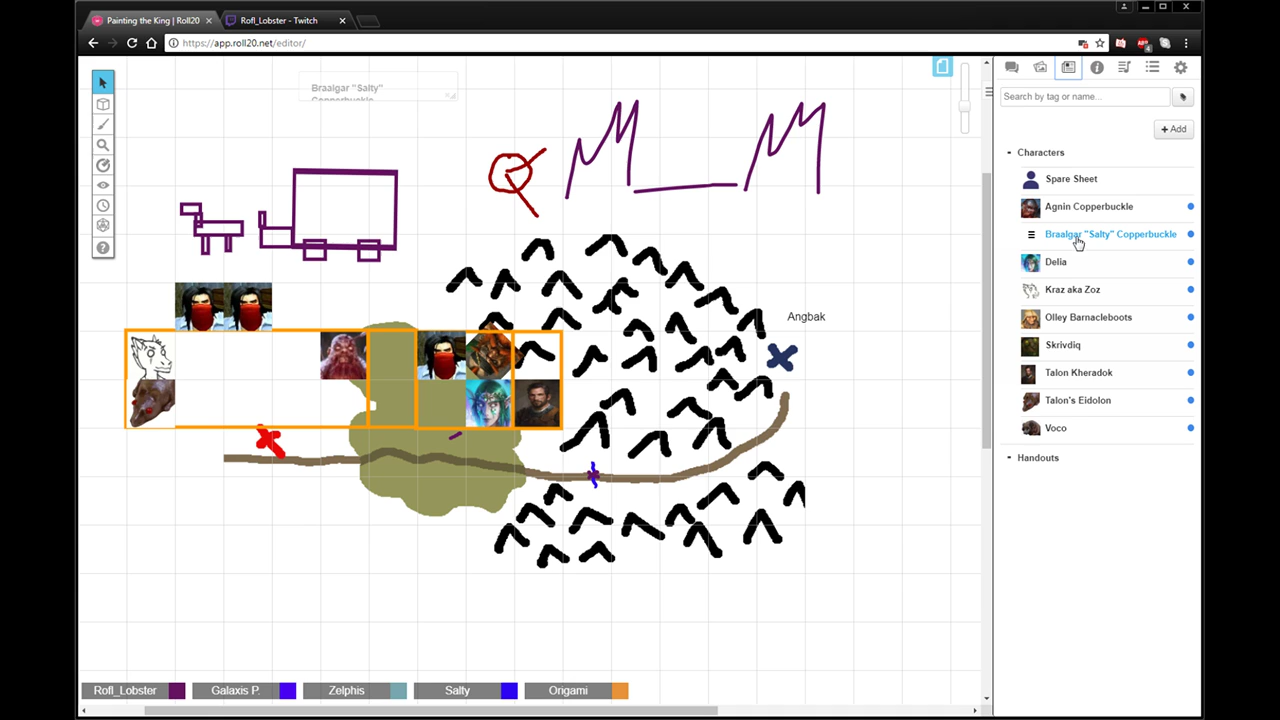 Painting the King | Roll20
Rofl_Lobster - Twitch
https://app.roll20.net/editor/
Braalgar "Salty"
Copperbuckle
Search by tag or name...
+ Add
Characters
Spare Sheet
Agnin Copperbuckle
Braalgar "Salty" Copperbuckle
Delia
Kraz aka Zoz
Olley Barnacleboots
Skrivdiq
Talon Kheradok
Talon's Eidolon
Voco
Handouts
Angbak
Rofl_Lobster
Galaxis P.
Zelphis
Salty
Origami